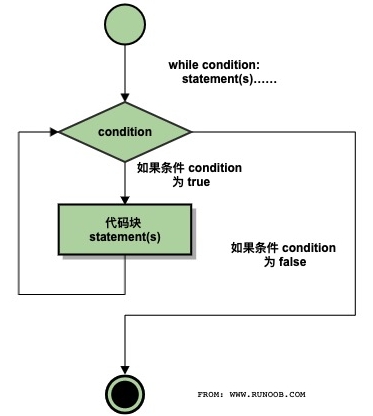 while condition:
statement(s)……
condition
如果条件 condition
为 true
代码块
statement(s)
如果条件 condition
为 false
FROM: WWW.RUNOOB.COM